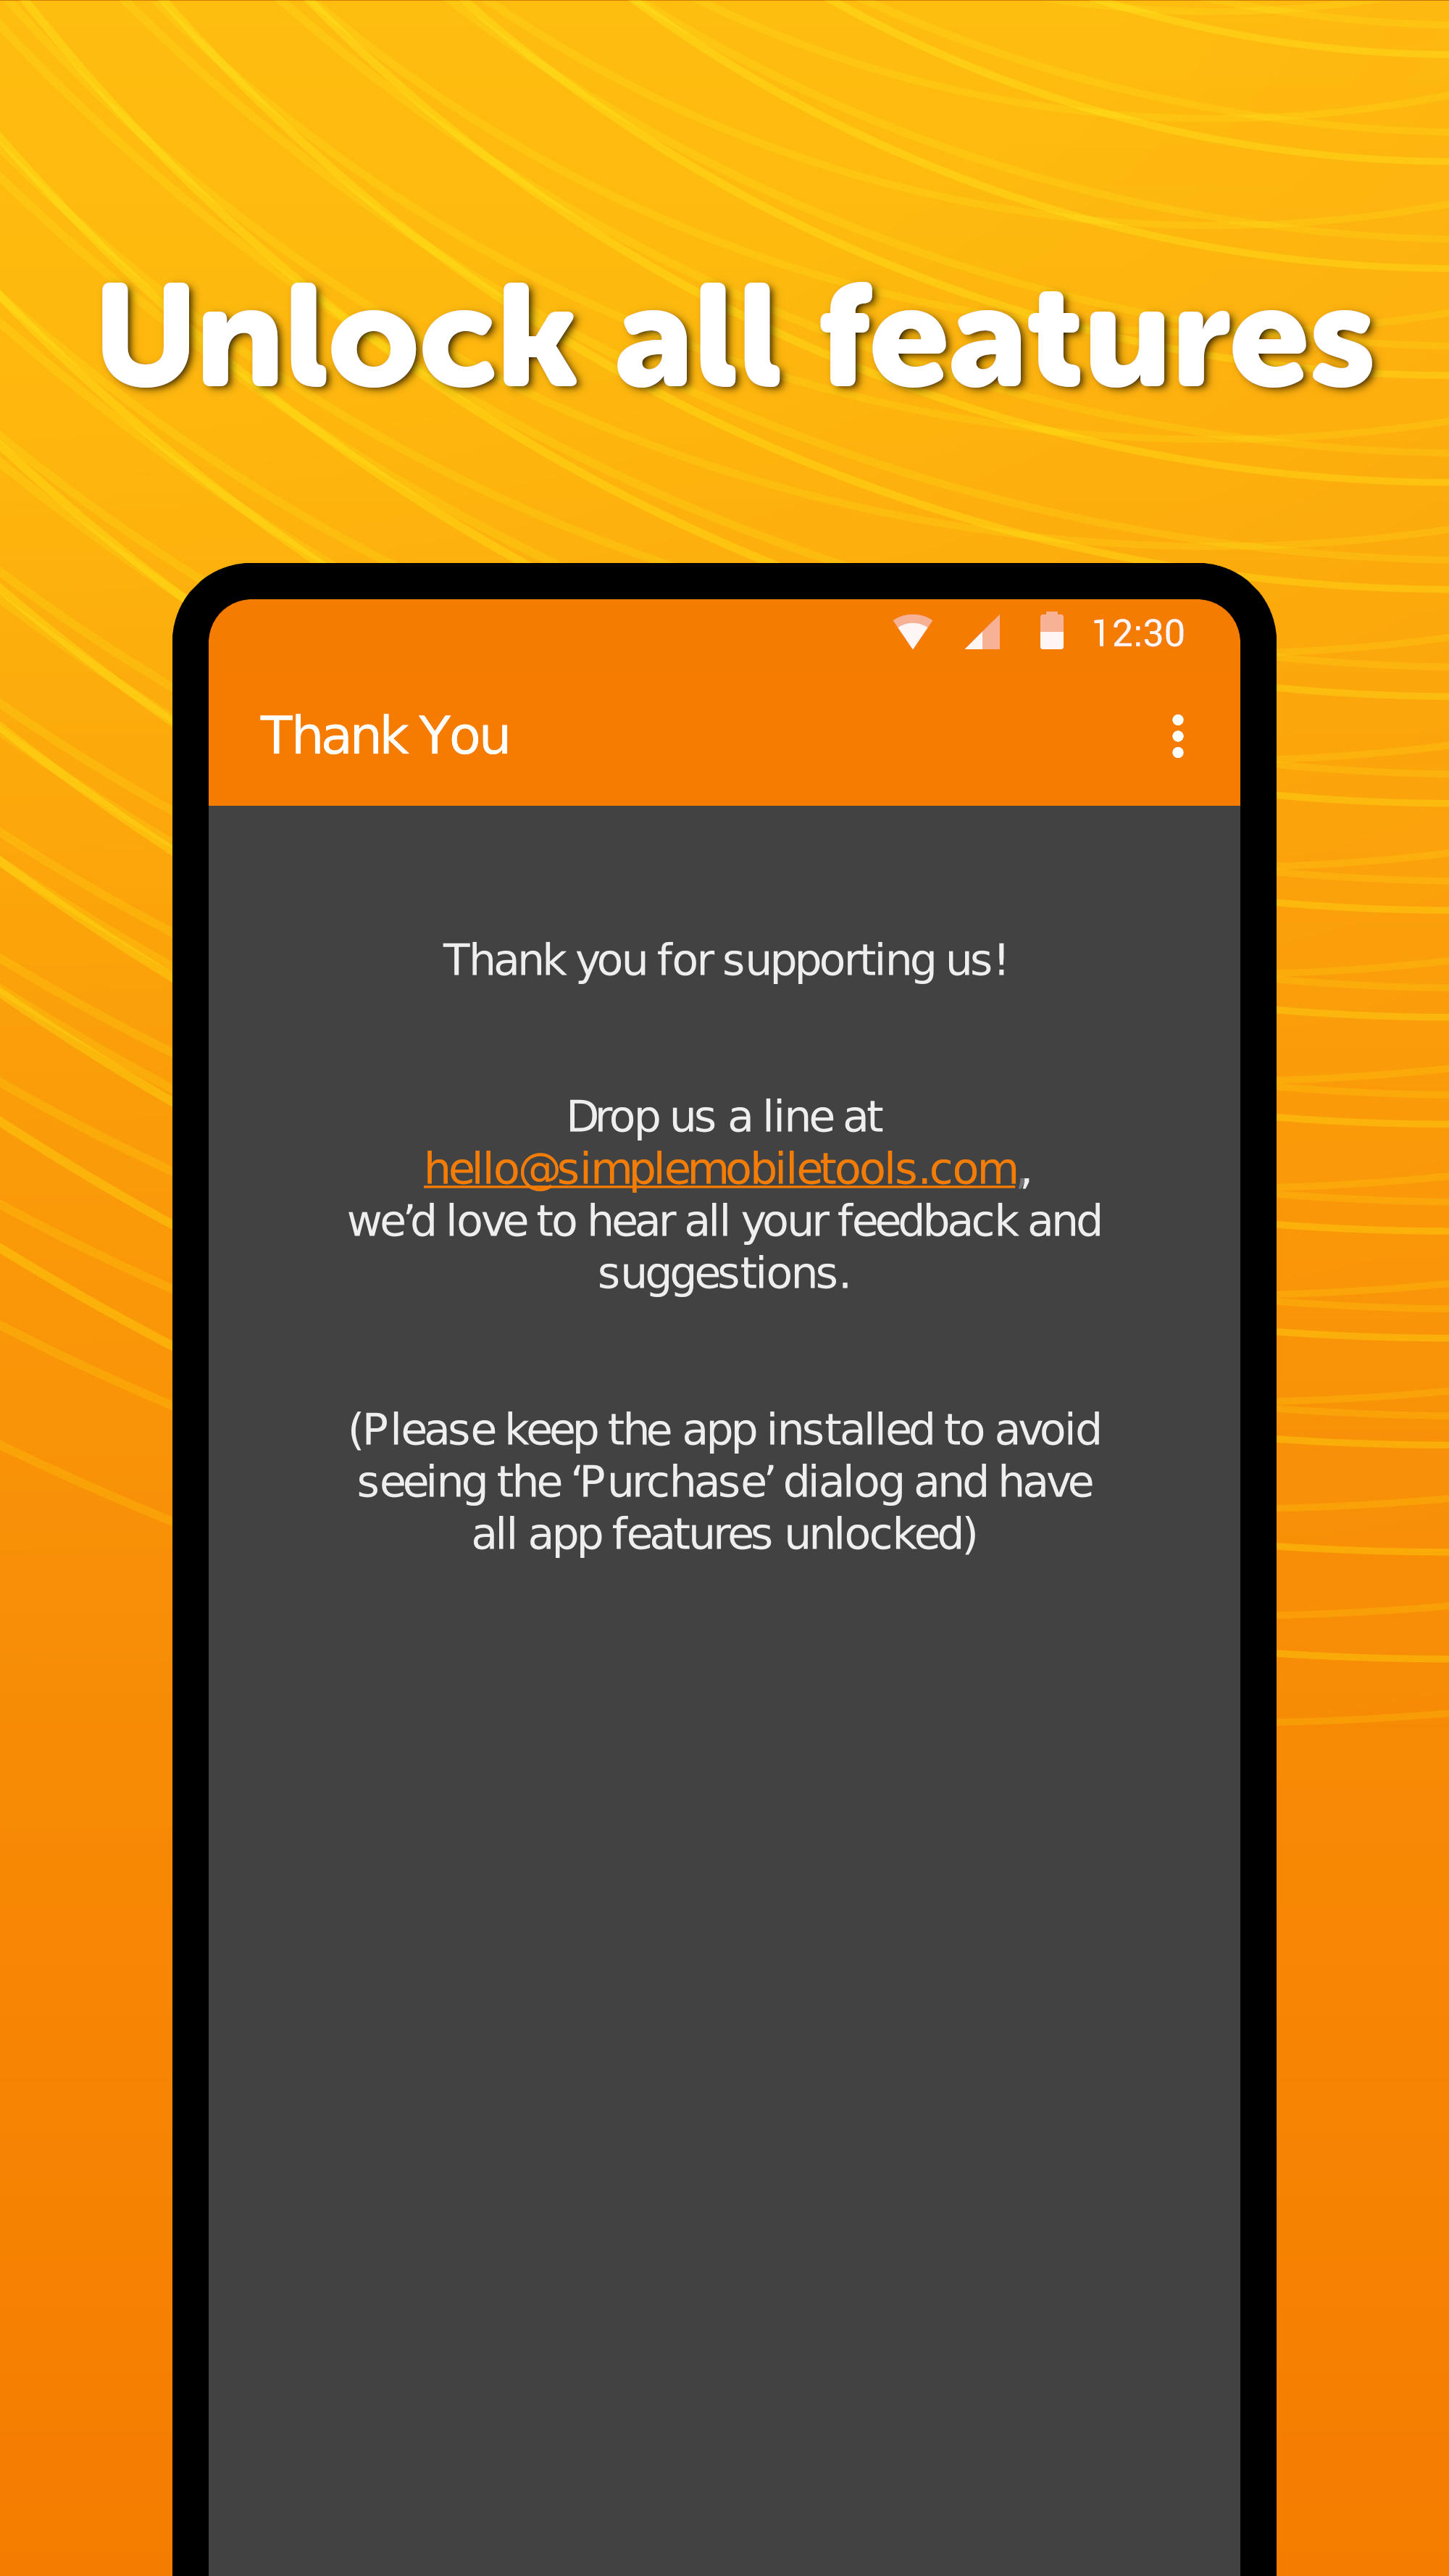 Unlock all features
12:30
Thank You
Thank you for supporting us!
Drop us a line at
hello@simplemobiletools.com,
we’d love to hear all your feedback and
suggestions.
(Please keep the app installed to avoid
seeing the ‘Purchase’ dialog and have
all app features unlocked)